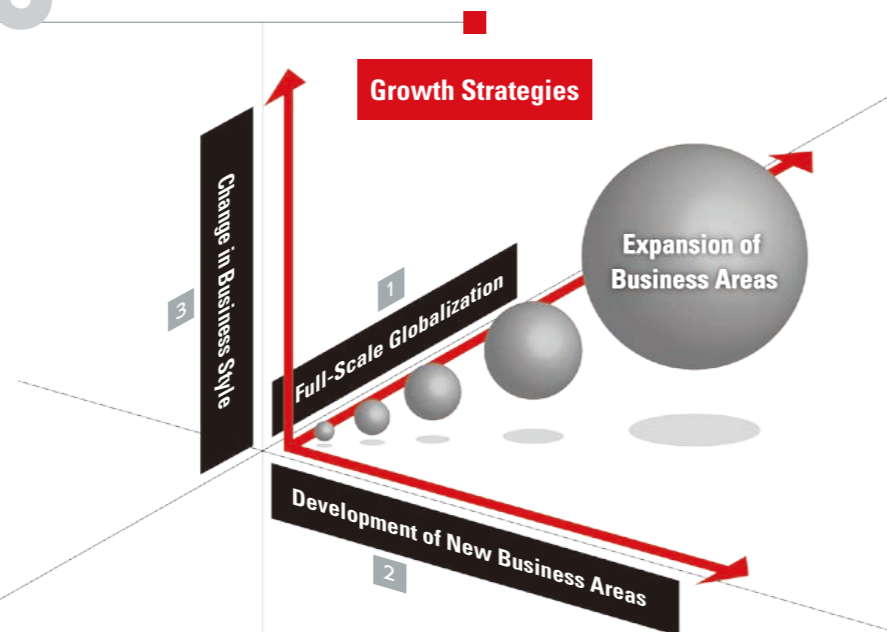 Growth Strategies
Expansion of
Business Areas
1
Full-Scale Globalization
3
Change in Business Style
Development of New Business Areas
2